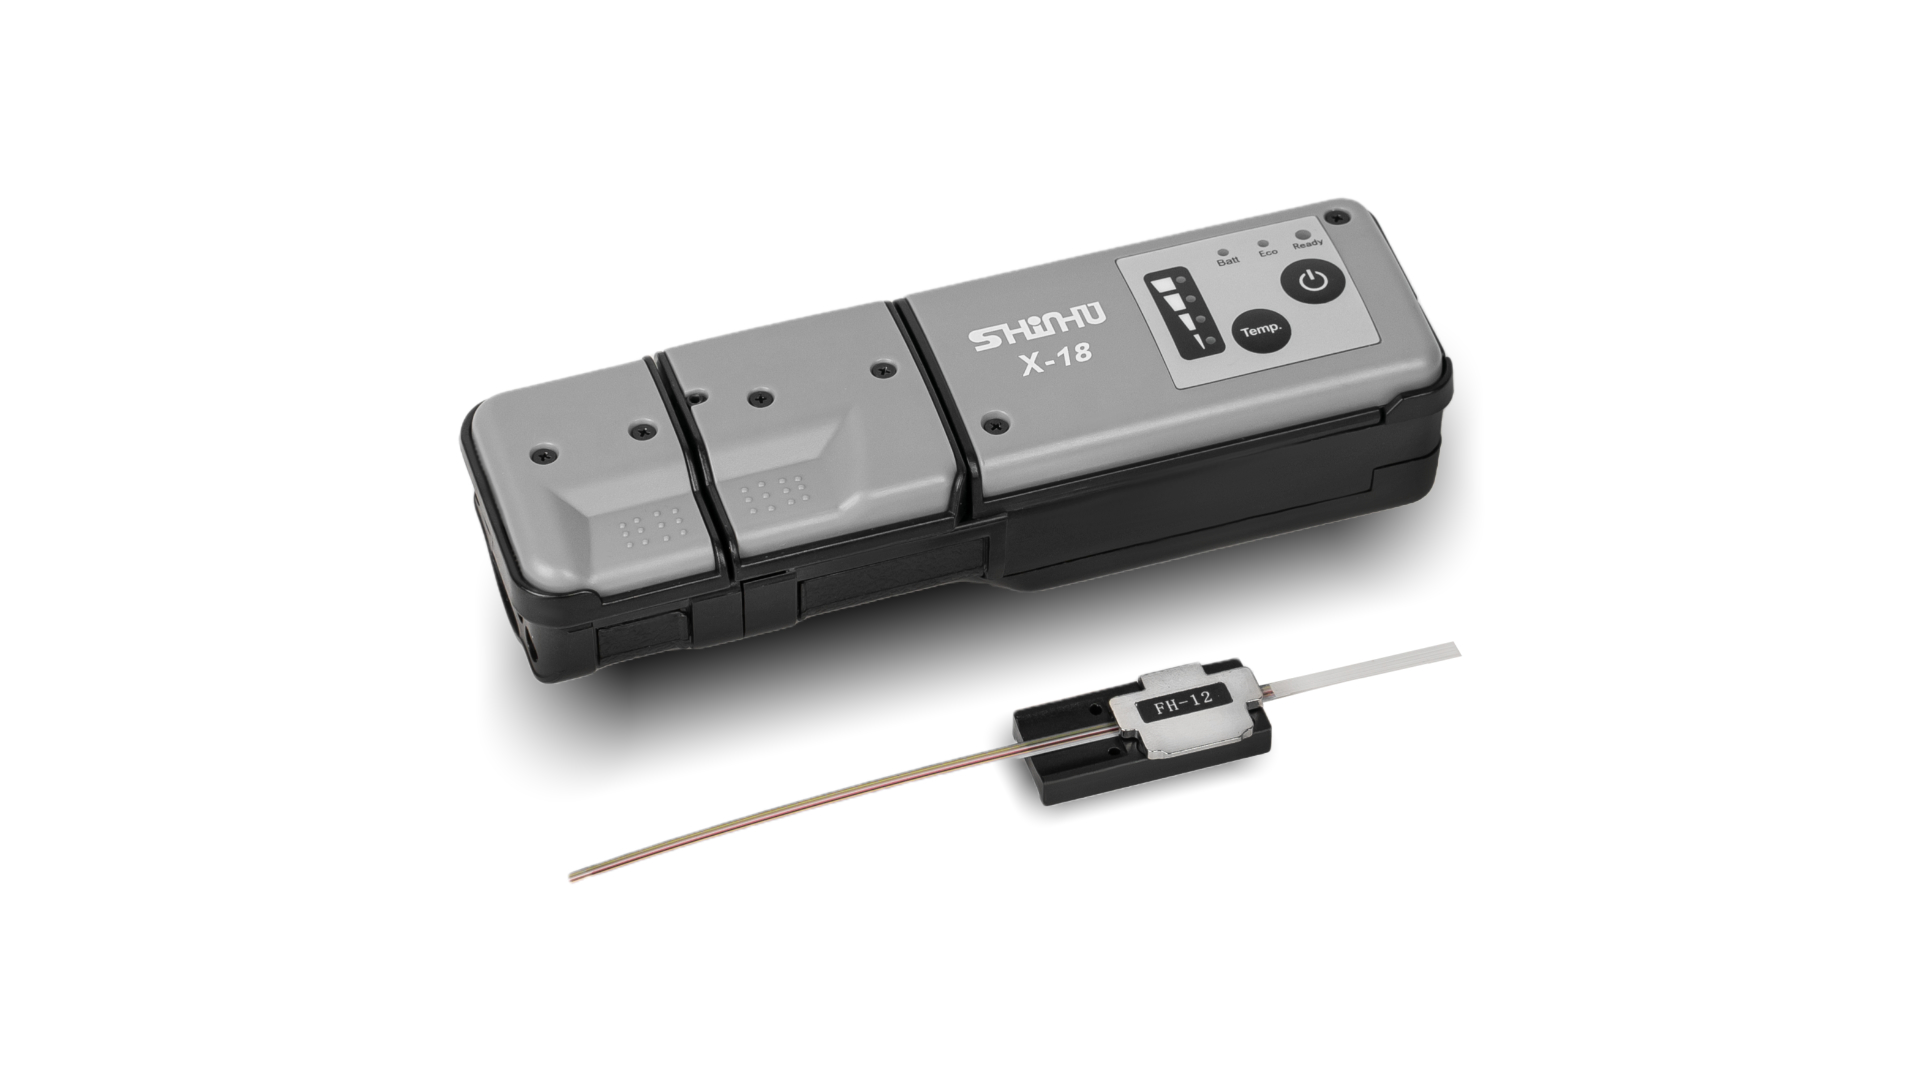 SHinHO
X-18
Batt
Eco
Ready
Temp.
FH-12